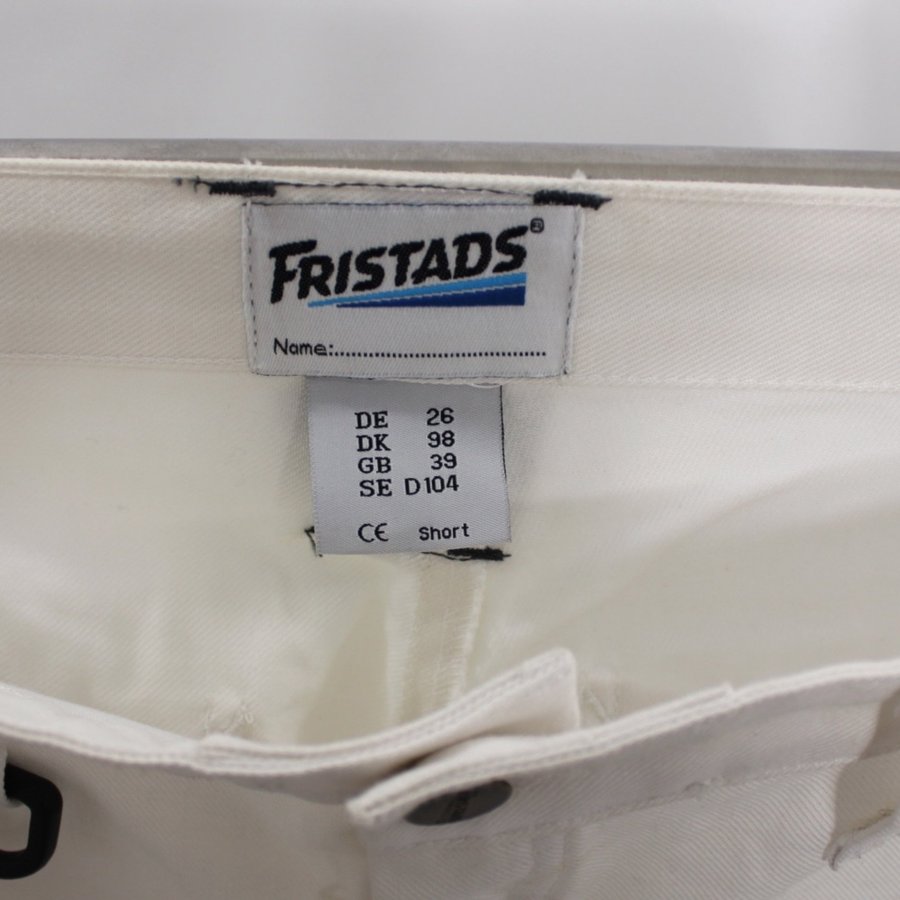 FRISTADS®
Name:....................................
DE 26
DK 98
GB 39
SE D104
CE Short